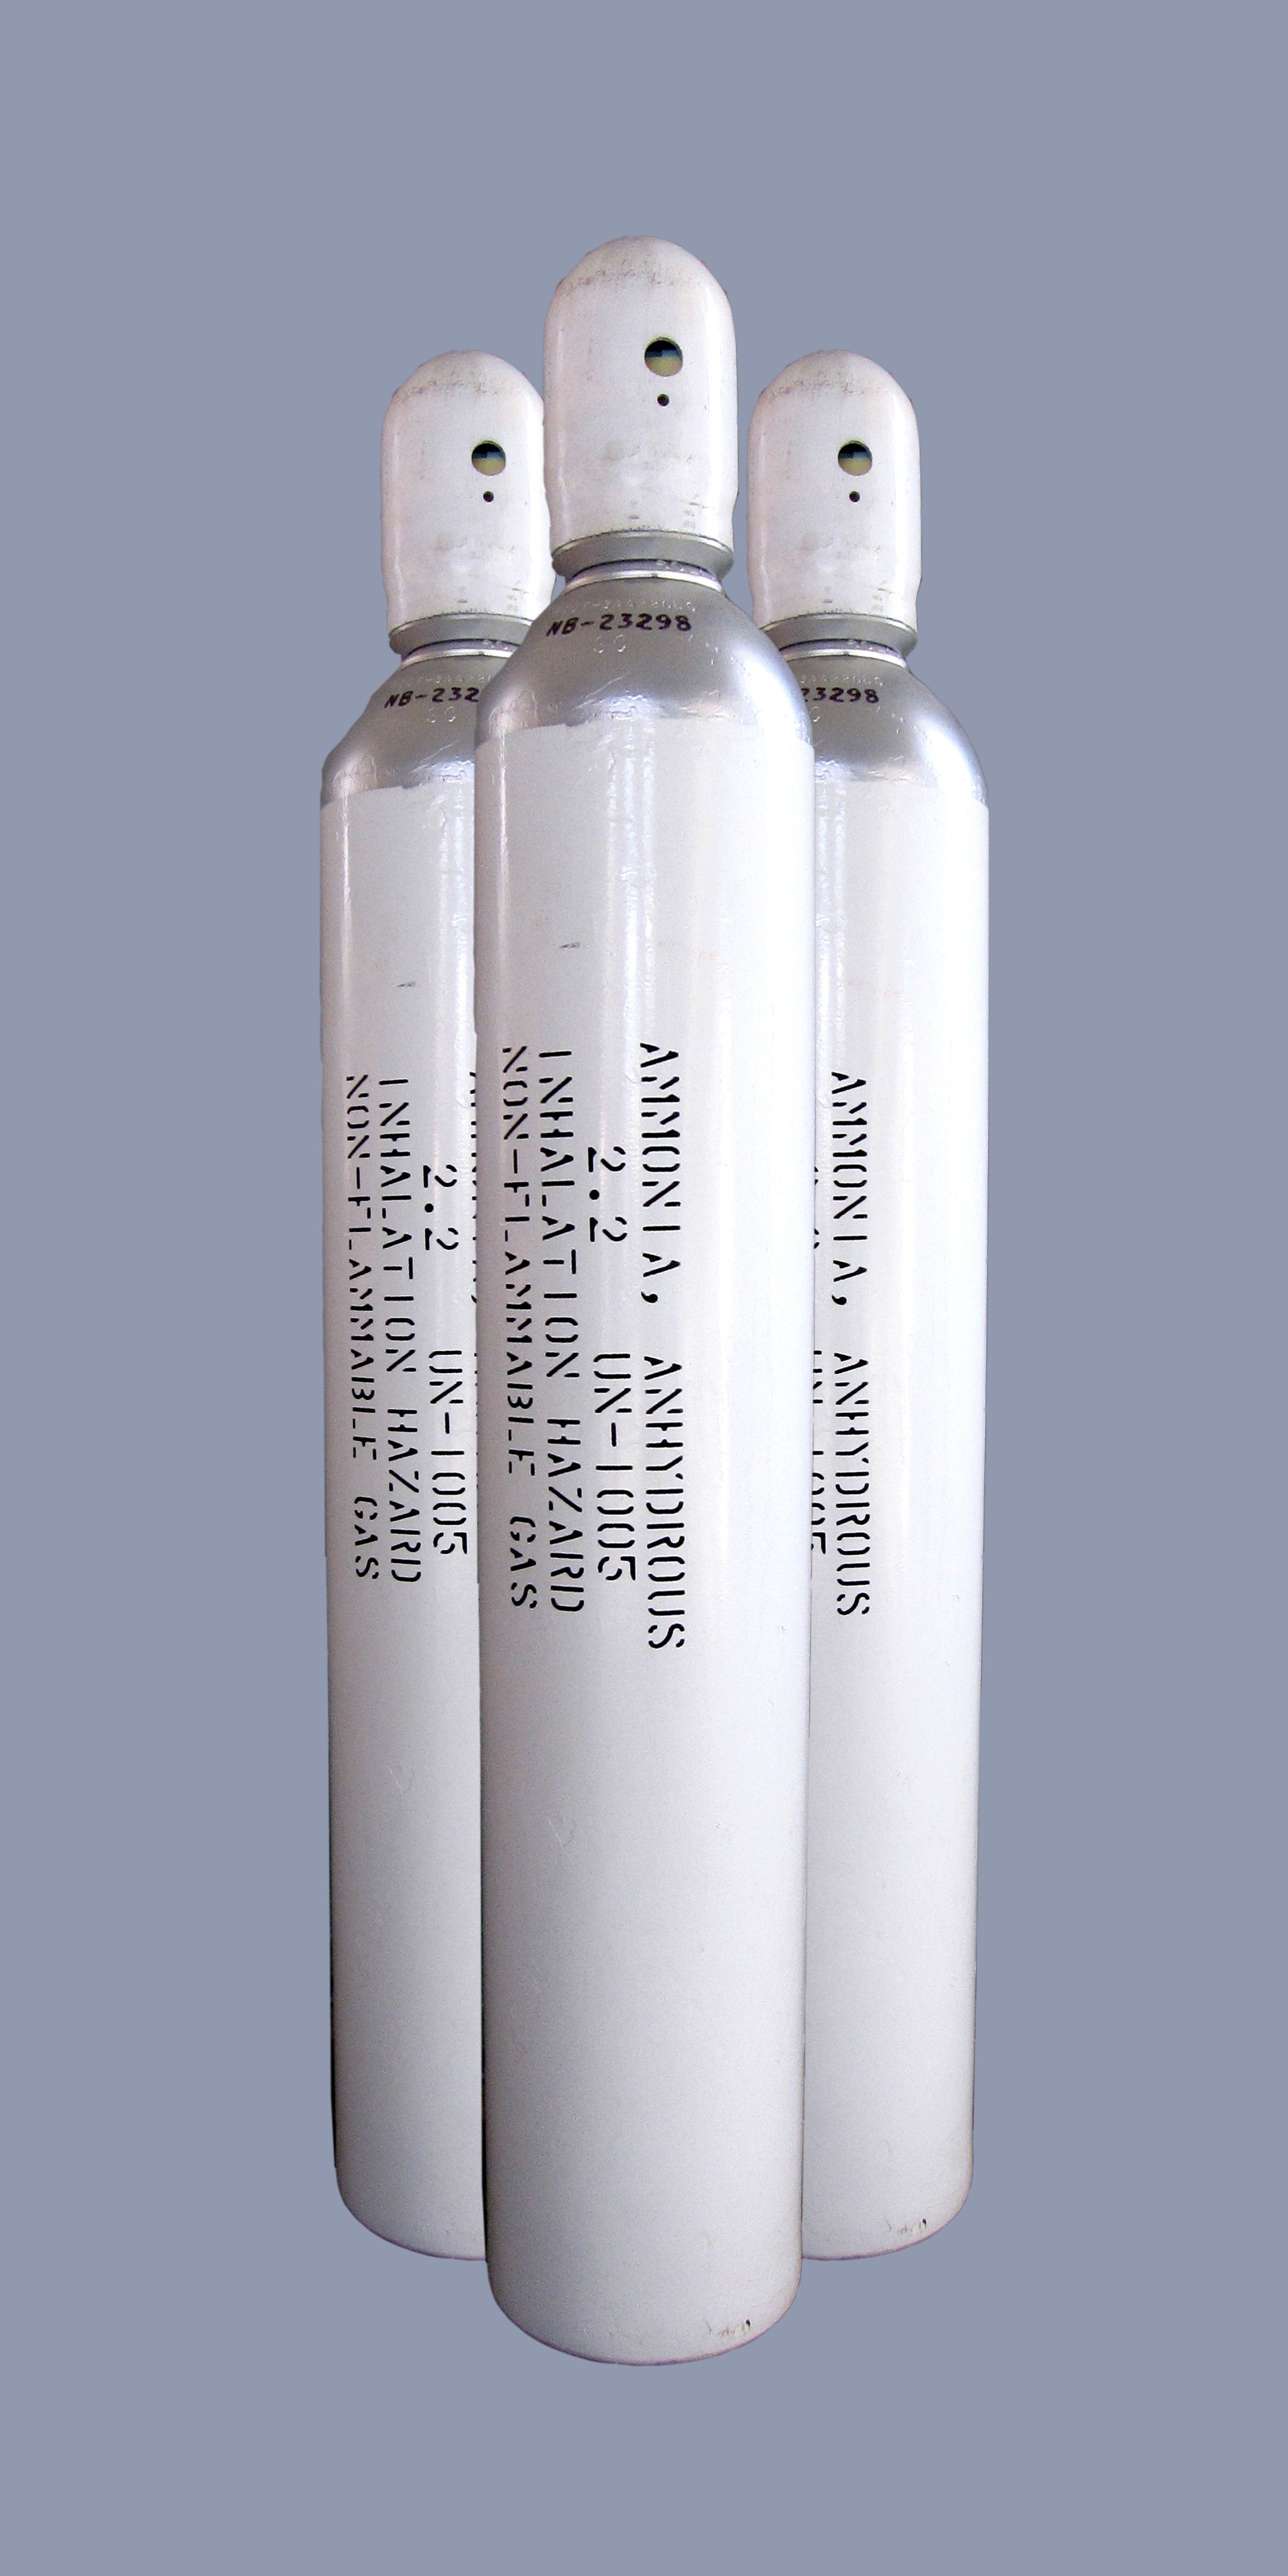 NB-23298
AMMONIA, ANHYDROUS
2.2 UN-1005
INHALATION HAZARD
NON-FLAMMABLE GAS
NB-232
2.2 UN-1005
INHALATION HAZARD
NON-FLAMMABLE GAS
23298
AMMONIA, ANHYDROUS